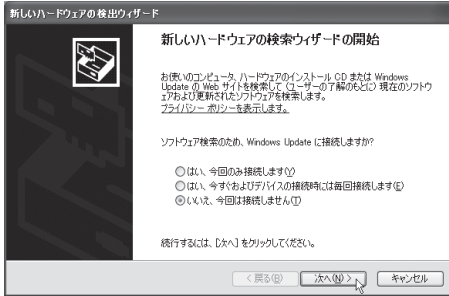 新しいハードウェアの検出ウィザード
新しいハードウェアの検索ウィザードの開始
お使いのコンピュータ、ハードウェアのインストール CD または Windows
Update の Web サイトを検索して (ユーザーの了解のもとに) 現在のソフトウ
ェアおよび更新されたソフトウェアを検索します。
プライバシー ポリシーを表示します。
ソフトウェア検索のため、Windows Update に接続しますか?
はい、今回のみ接続します(Y)
はい、今すぐおよびデバイスの接続時には毎回接続します(E)
いいえ、今回は接続しません(T)
続行するには、[次へ] をクリックしてください。
< 戻る(B) 次へ(N) > キャンセル